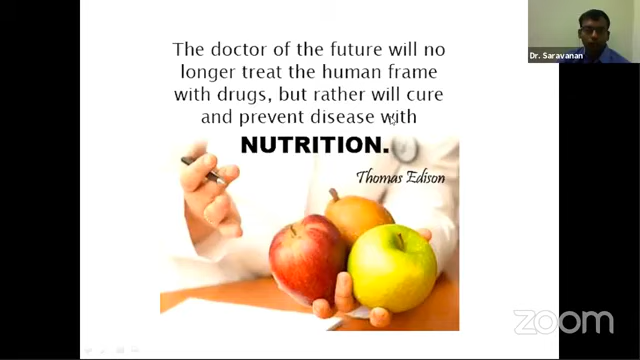 The doctor of the future will no
longer treat the human frame
with drugs, but rather will cure
and prevent disease with
NUTRITION.
Thomas Edison
Dr. Saravanan
zoom